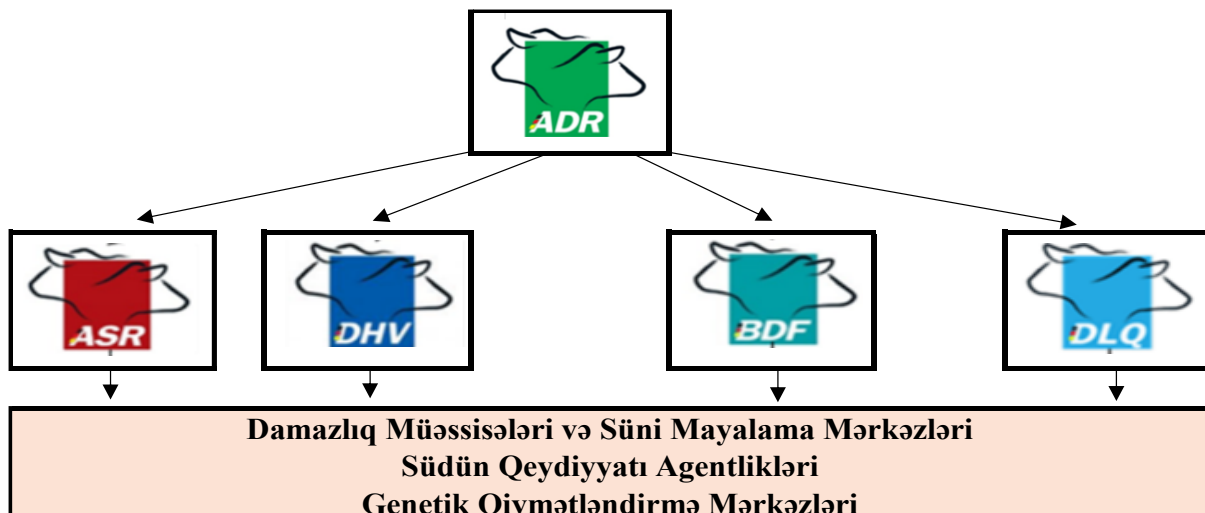 ADR
ASR
DHV
BDF
DLQ
Damazlıq Müəssisələri və Süni Mayalama Mərkəzləri
Südün Qeydiyyatı Agentlikləri
Genetik Qiymətləndirmə Mərkəzləri